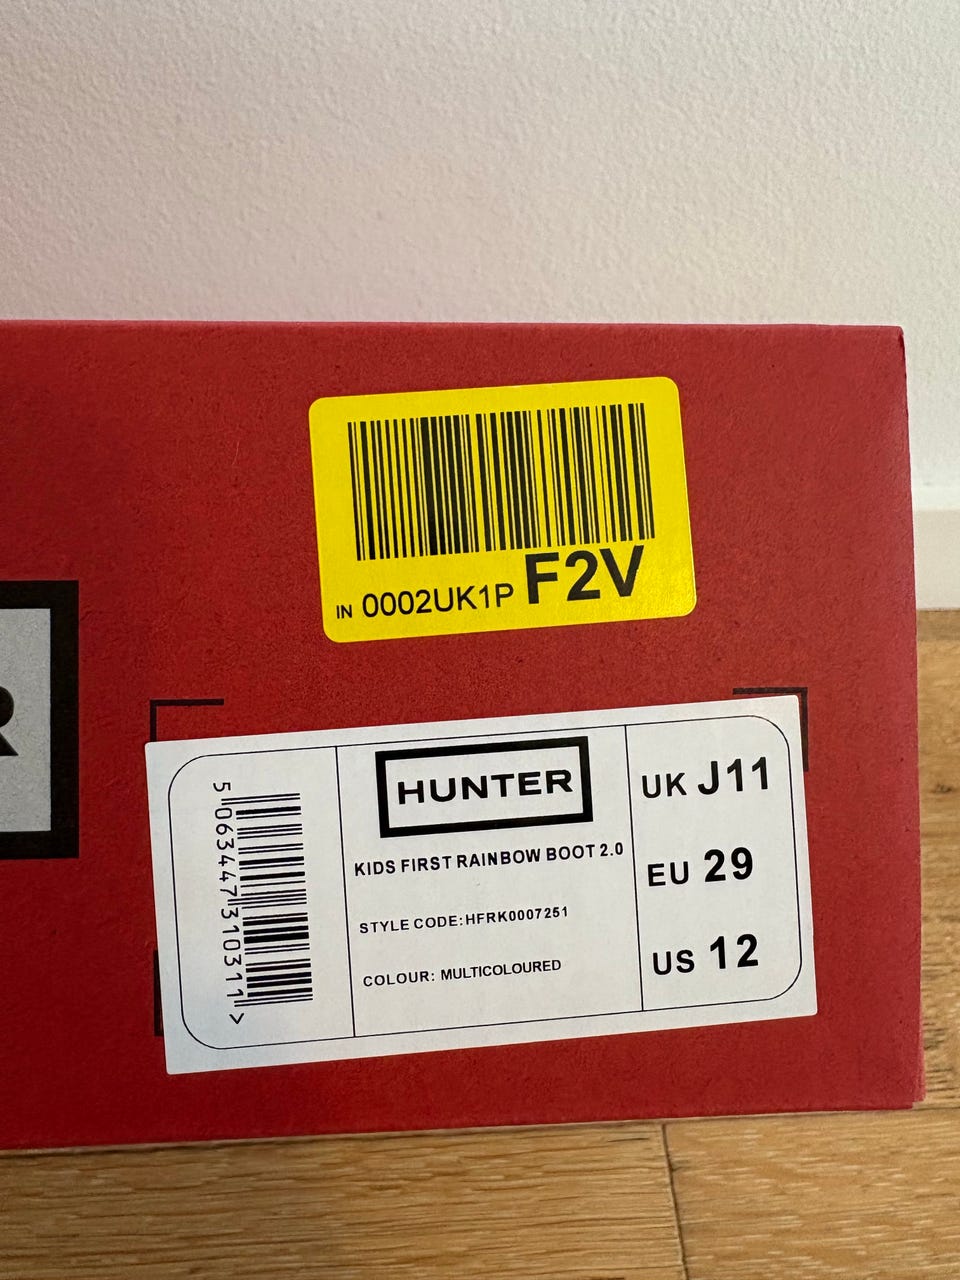 IN 0002UK1P F2V
R
HUNTER
KIDS FIRST RAINBOW BOOT 2.0
STYLE CODE:HFRK0007251
COLOUR: MULTICOLOURED
UK J11
EU 29
US 12
5 063447 310311 >